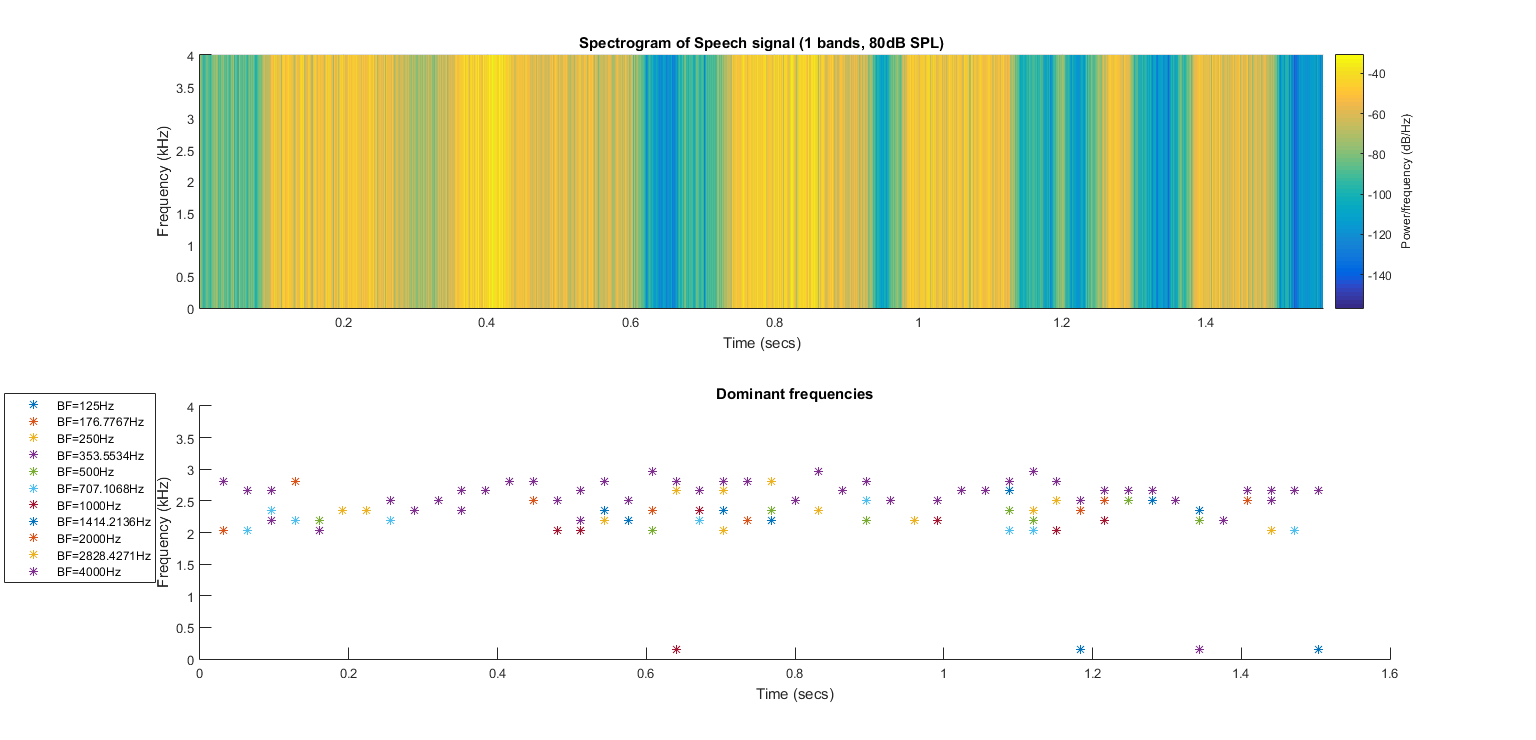 Spectrogram of Speech signal (1 bands, 80dB SPL)
4
3.5
3
2.5
2
1.5
1
0.5
0
Frequency (kHz)
0.2
0.4
0.6
0.8
1
1.2
1.4
Time (secs)
-40
-60
-80
-100
-120
-140
Power/frequency (dB/Hz)
Dominant frequencies
BF=125Hz
BF=176.7767Hz
BF=250Hz
BF=353.5534Hz
BF=500Hz
BF=707.1068Hz
BF=1000Hz
BF=1414.2136Hz
BF=2000Hz
BF=2828.4271Hz
BF=4000Hz
4
3.5
3
2.5
2
1.5
1
0.5
0
Frequency (kHz)
0
0.2
0.4
0.6
0.8
1
1.2
1.4
1.6
Time (secs)